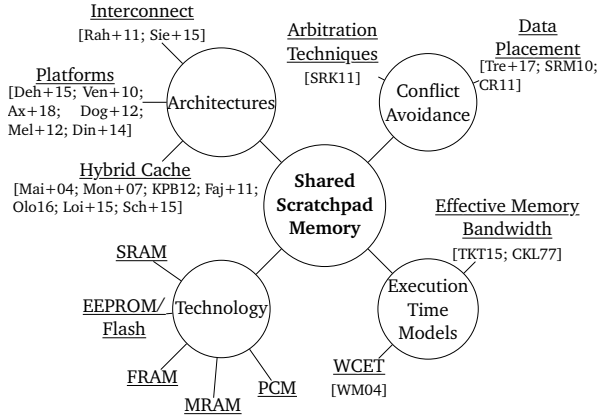 Interconnect
[Rah+11; Sie+15]
Platforms
[Deh+15; Ven+10;
Ax+18; Dog+12;
Mel+12; Din+14]
Architectures
Hybrid Cache
[Mai+04; Mon+07; KPB12; Faj+11;
Olo16; Loi+15; Sch+15]
Arbitration
Techniques
[SRK11]
Data
Placement
[Tre+17; SRM10;
CR11]
Conflict
Avoidance
Shared
Scratchpad
Memory
SRAM
EEPROM/
Flash
Technology
FRAM
MRAM
PCM
Effective Memory
Bandwidth
[TKT15; CKL77]
Execution
Time
Models
WCET
[WM04]